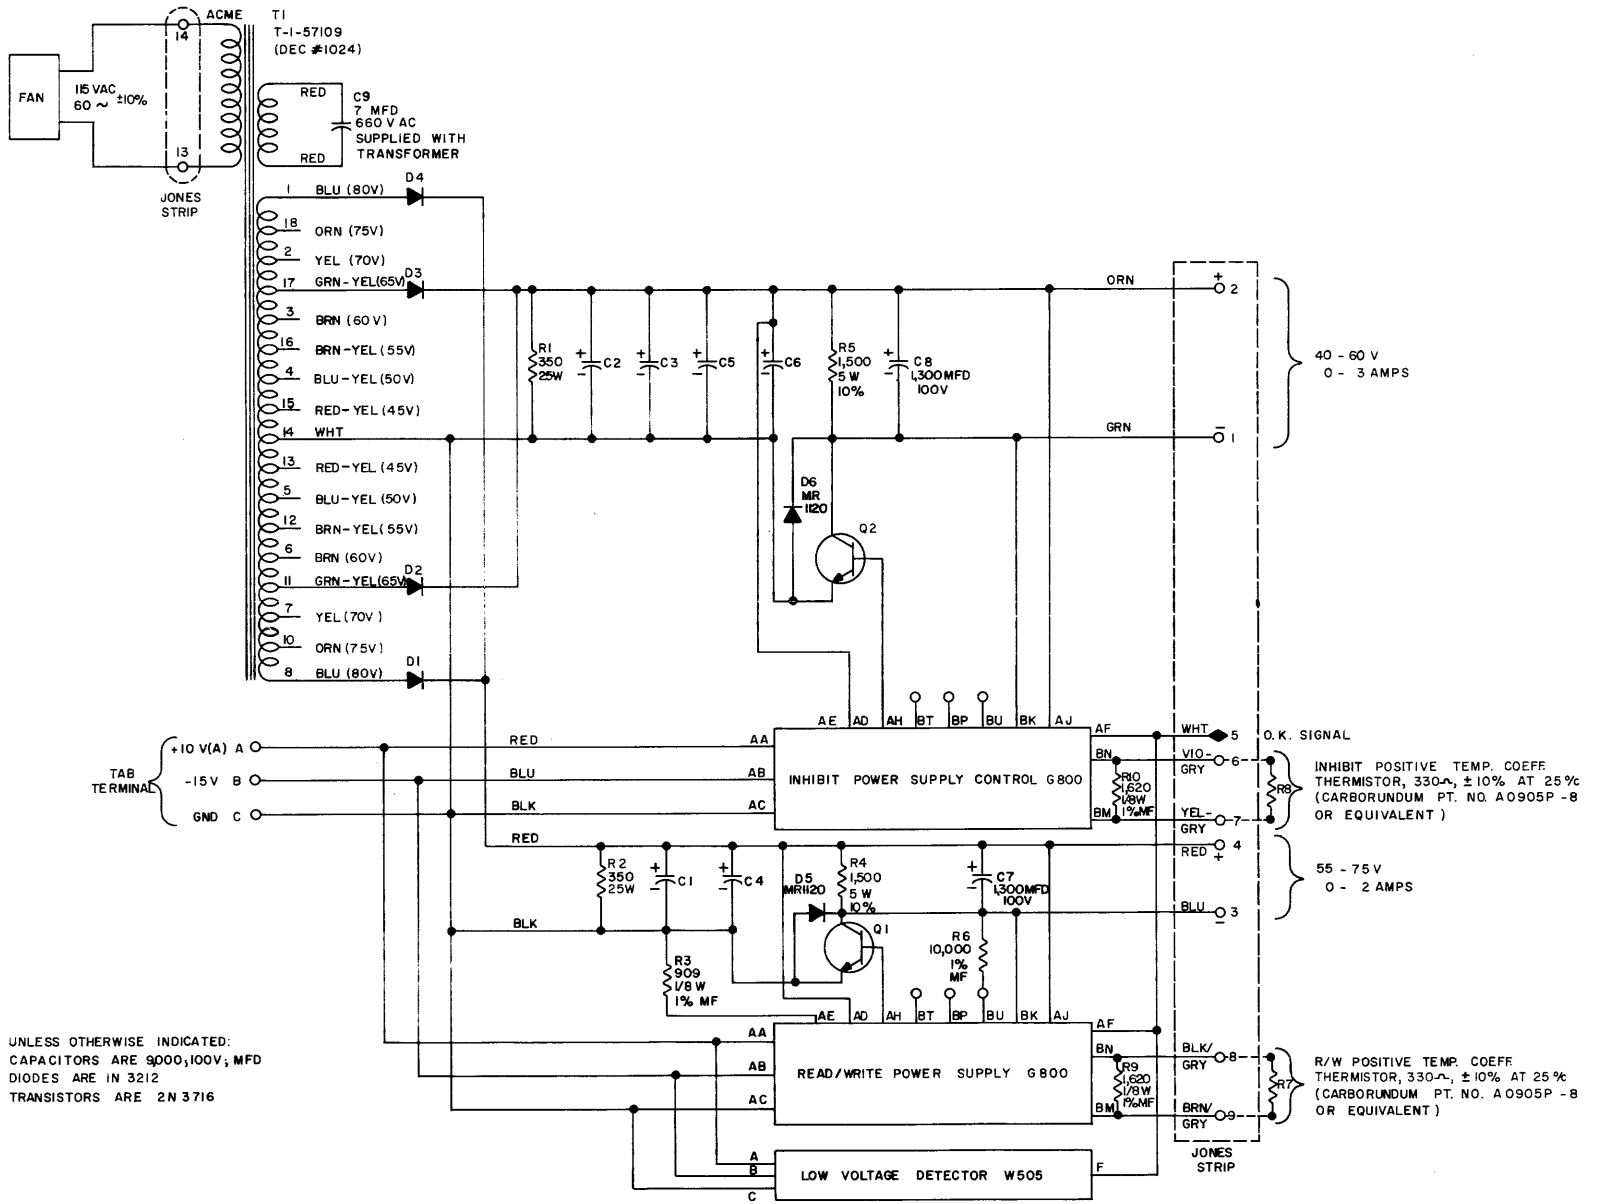 ACME
T1
T-1-57109
(DEC #1024)
14
FAN
115 VAC
60 ~ ±10%
13
JONES
STRIP
RED
C9
7 MFD
660 V AC
SUPPLIED WITH
TRANSFORMER
RED
1 BLU (80V) D4
18 ORN (75V)
2 YEL (70V)
17 GRN-YEL(65V) D3
3 BRN (60V)
16 BRN-YEL (55V)
4 BLU-YEL (50V)
15 RED-YEL (45V)
14 WHT
13 RED-YEL (45V)
5 BLU-YEL (50V)
12 BRN-YEL (55V)
6 BRN (60V)
11 GRN-YEL(65V) D2
7 YEL (70V)
10 ORN (75V)
8 BLU (80V) D1
R1
350
25W
+ C2 -
+ C3 -
+ C5 -
+ C6 -
R5
1,500
5 W
10%
+ C8 -
1,300MFD
100V
ORN
+
2
GRN
-
1
40 - 60 V
0 - 3 AMPS
D6
MR
1120
Q2
AE AD AH BT BP BU BK AJ
TAB
TERMINAL
+10 V(A) A
-15V B
GND C
RED AA
BLU AB
BLK AC
INHIBIT POWER SUPPLY CONTROL G800
AF
BN
BM
R10
1,620
1/8W
1% MF
WHT 5 O.K. SIGNAL
VIO-
GRY
6
YEL-
GRY
7
R8
INHIBIT POSITIVE TEMP. COEFF.
THERMISTOR, 330Ω, ±10% AT 25°C
(CARBORUNDUM PT. NO. A0905P-8
OR EQUIVALENT)
RED
RED
+
4
R2
350
25W
+ C1 -
+ C4 -
D5
MR1120
R4
1,500
5 W
10%
+ C7 -
1,300MFD
100V
BLU
-
3
55 - 75 V
0 - 2 AMPS
BLK
Q1
R6
10,000
1%
MF
R3
909
1/8 W
1% MF
AE AD AH BT BP BU BK AJ
AA
AB
AC
READ/WRITE POWER SUPPLY G800
AF
BN
BM
R9
1,620
1/8W
1%MF
BLK/
GRY
8
BRN/
GRY
9
R7
R/W POSITIVE TEMP. COEFF.
THERMISTOR, 330Ω, ±10% AT 25°C
(CARBORUNDUM PT. NO. A0905P-8
OR EQUIVALENT)
UNLESS OTHERWISE INDICATED:
CAPACITORS ARE 9,000,100V, MFD
DIODES ARE IN 3212
TRANSISTORS ARE 2N3716
A
B
C
LOW VOLTAGE DETECTOR W505
F
JONES
STRIP